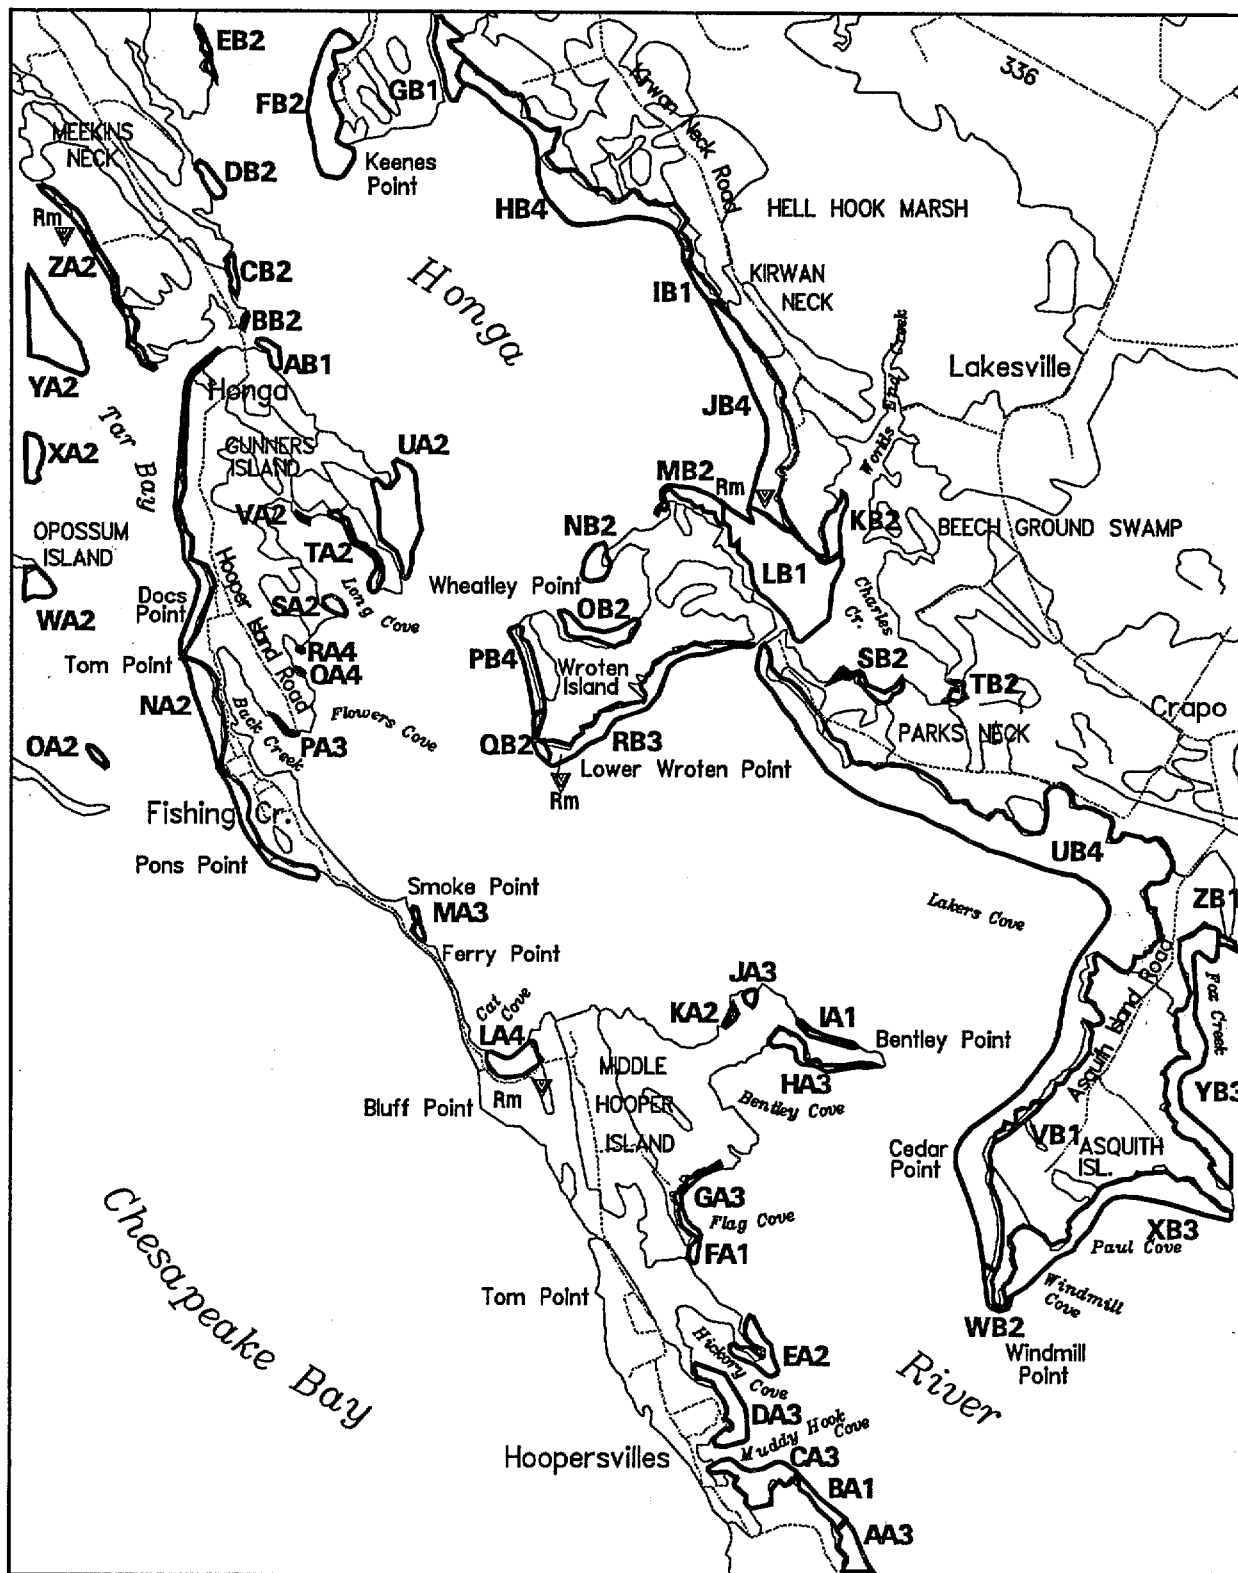 EB2
336
Kirwan Neck Road
GB1
FB2
MEEKINS
NECK
DB2
Keenes
Point
HB4
HELL HOOK MARSH
Rm
ZA2
CB2
Honga
IB1
KIRWAN
NECK
BB2
AB1
YA2
Honga
Lakesville
Worlds End Creek
Tar Bay
JB4
XA2
GUNNERS
ISLAND
UA2
MB2
Rm
VA2
KB2
OPOSSUM
ISLAND
TA2
NB2
BEECH GROUND SWAMP
LB1
Wheatley Point
Hooper Island Road
Long Cove
Docs
Point
WA2
SA2
OB2
Charles
Cr.
RA4
Tom Point
QA4
PB4
Wroten
Island
SB2
TB2
NA2
Back Creek
Flowers Cove
Crapo
OA2
PA3
QB2
RB3
PARKS NECK
Lower Wroten Point
Rm
Fishing Cr.
UB4
Pons Point
Smoke Point
MA3
Lakers Cove
ZB1
Ferry Point
Cat Cove
JA3
KA2
IA1
Asquith Island Road
Fox Creek
LA4
Bentley Point
MIDDLE
HOOPER
ISLAND
HA3
Rm
Bluff Point
Bentley Cove
YB3
VB1
Cedar
Point
ASQUITH
ISL.
GA3
Flag Cove
XB3
Paul Cove
FA1
Chesapeake Bay
Tom Point
Windmill
Cove
WB2
Hickory Cove
EA2
Windmill
Point
River
DA3
Muddy Hook
Cove
Hoopersvilles
CA3
BA1
AA3